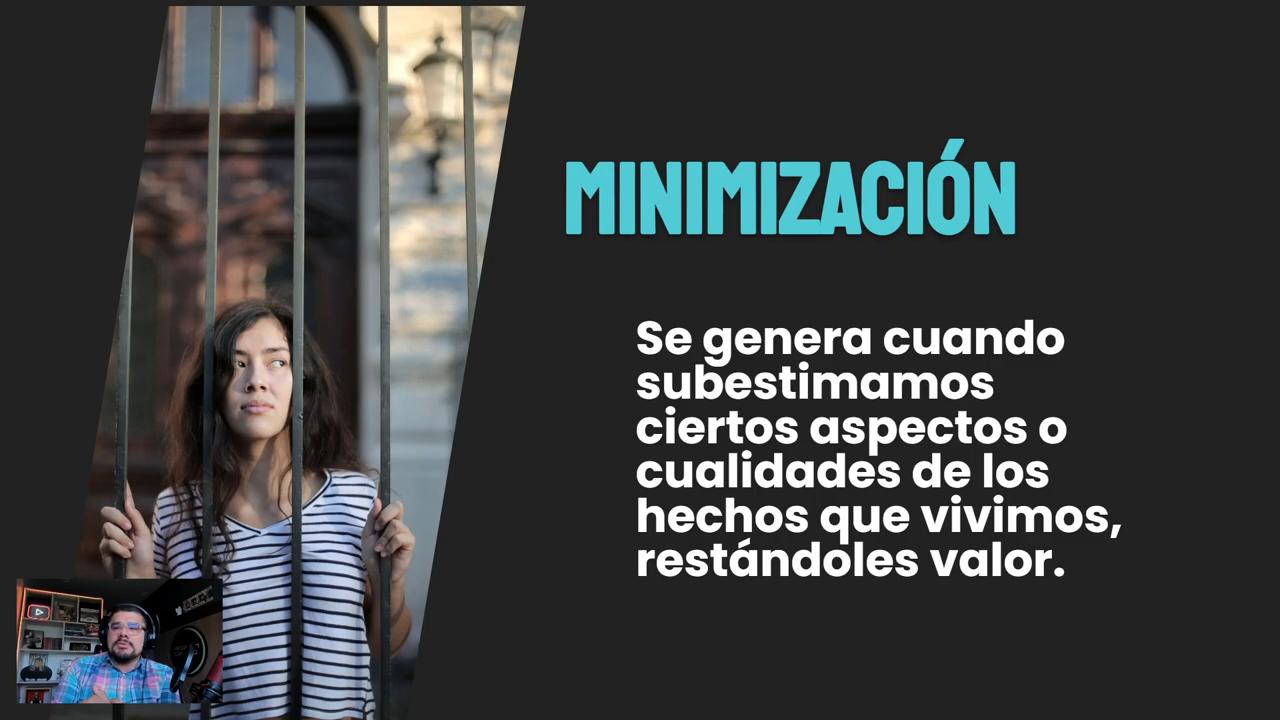 MINIMIZACIÓN
Se genera cuando
subestimamos
ciertos aspectos o
cualidades de los
hechos que vivimos,
restándoles valor.